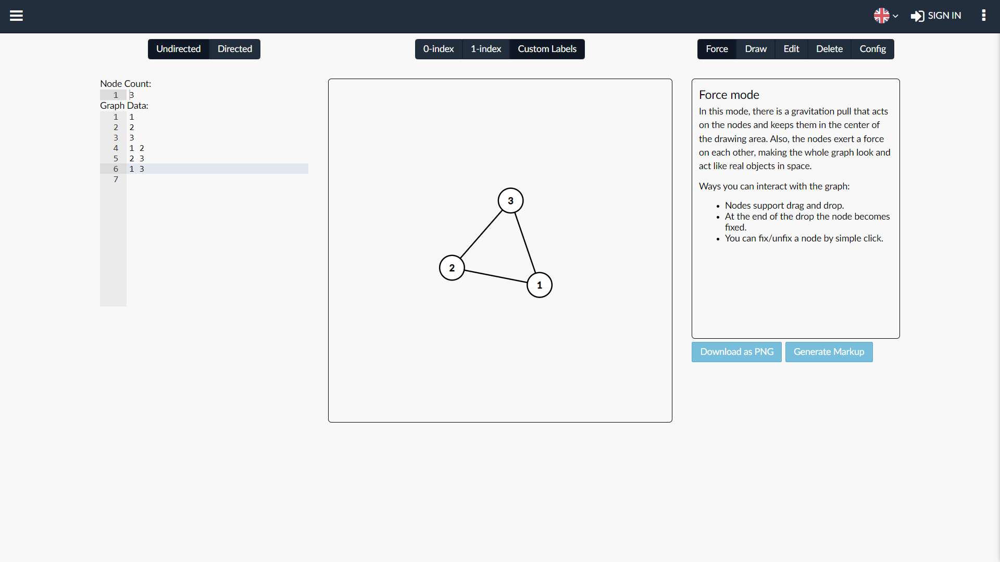 SIGN IN
Undirected Directed
0-index 1-index Custom Labels
Force Draw Edit Delete Config
Node Count:
1 3
Graph Data:
1 1
2 2
3 3
4 1 2
5 2 3
6 1 3
7
3
2
1
Force mode
In this mode, there is a gravitation pull that acts
on the nodes and keeps them in the center of
the drawing area. Also, the nodes exert a force
on each other, making the whole graph look and
act like real objects in space.
Ways you can interact with the graph:
• Nodes support drag and drop.
• At the end of the drop the node becomes
fixed.
• You can fix/unfix a node by simple click.
Download as PNG Generate Markup